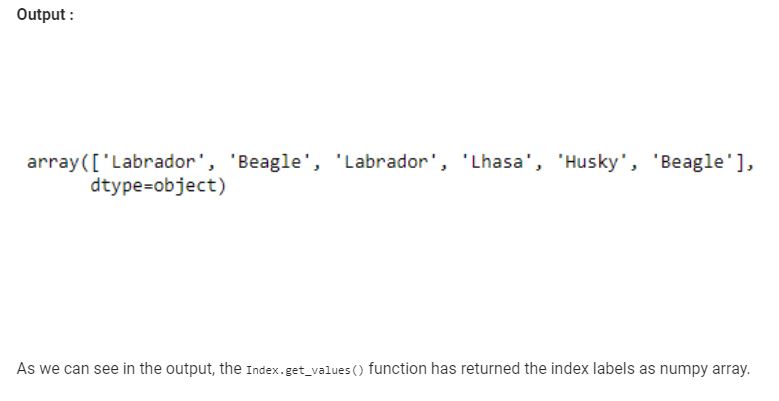 Output :
array(['Labrador', 'Beagle', 'Labrador', 'Lhasa', 'Husky', 'Beagle'],
      dtype=object)
As we can see in the output, the Index.get_values() function has returned the index labels as numpy array.